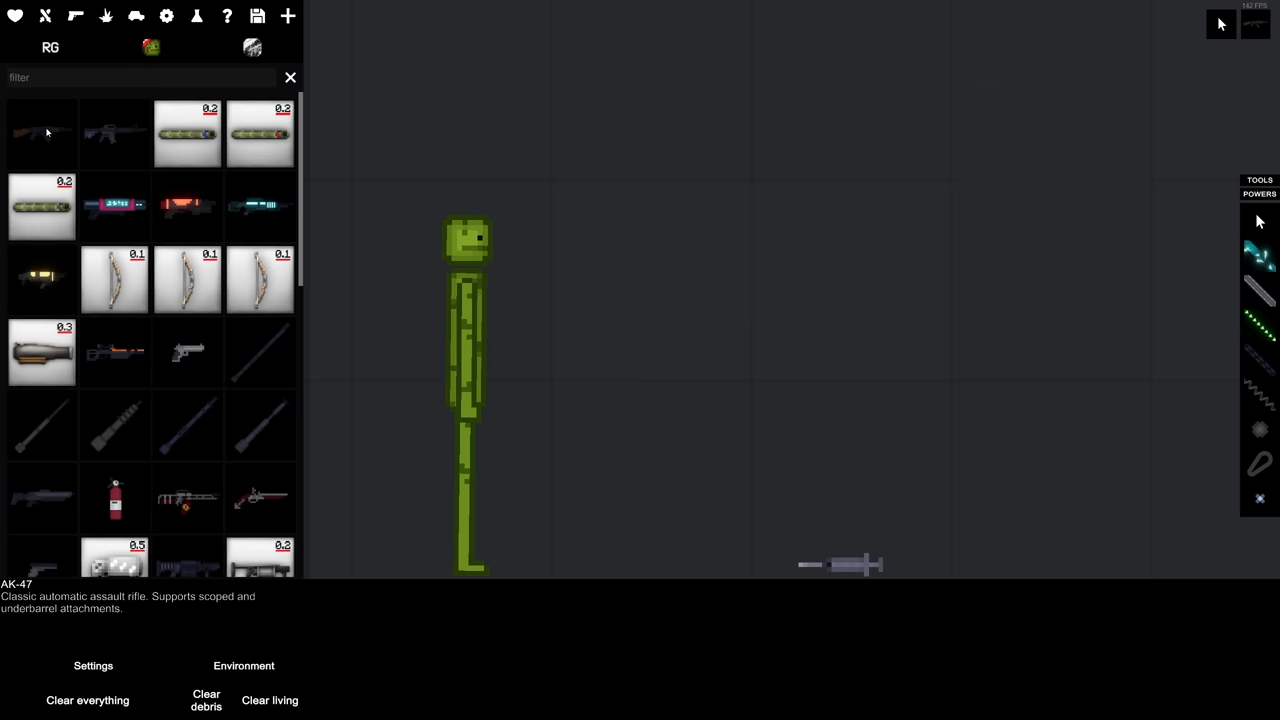 142 FPS
RG
filter
0.2
0.2
0.2
0.1
0.1
0.1
0.3
0.5
0.2
TOOLS
POWERS
AK-47
Classic automatic assault rifle. Supports scoped and
underbarrel attachments.
Settings
Environment
Clear everything
Clear
debris
Clear living